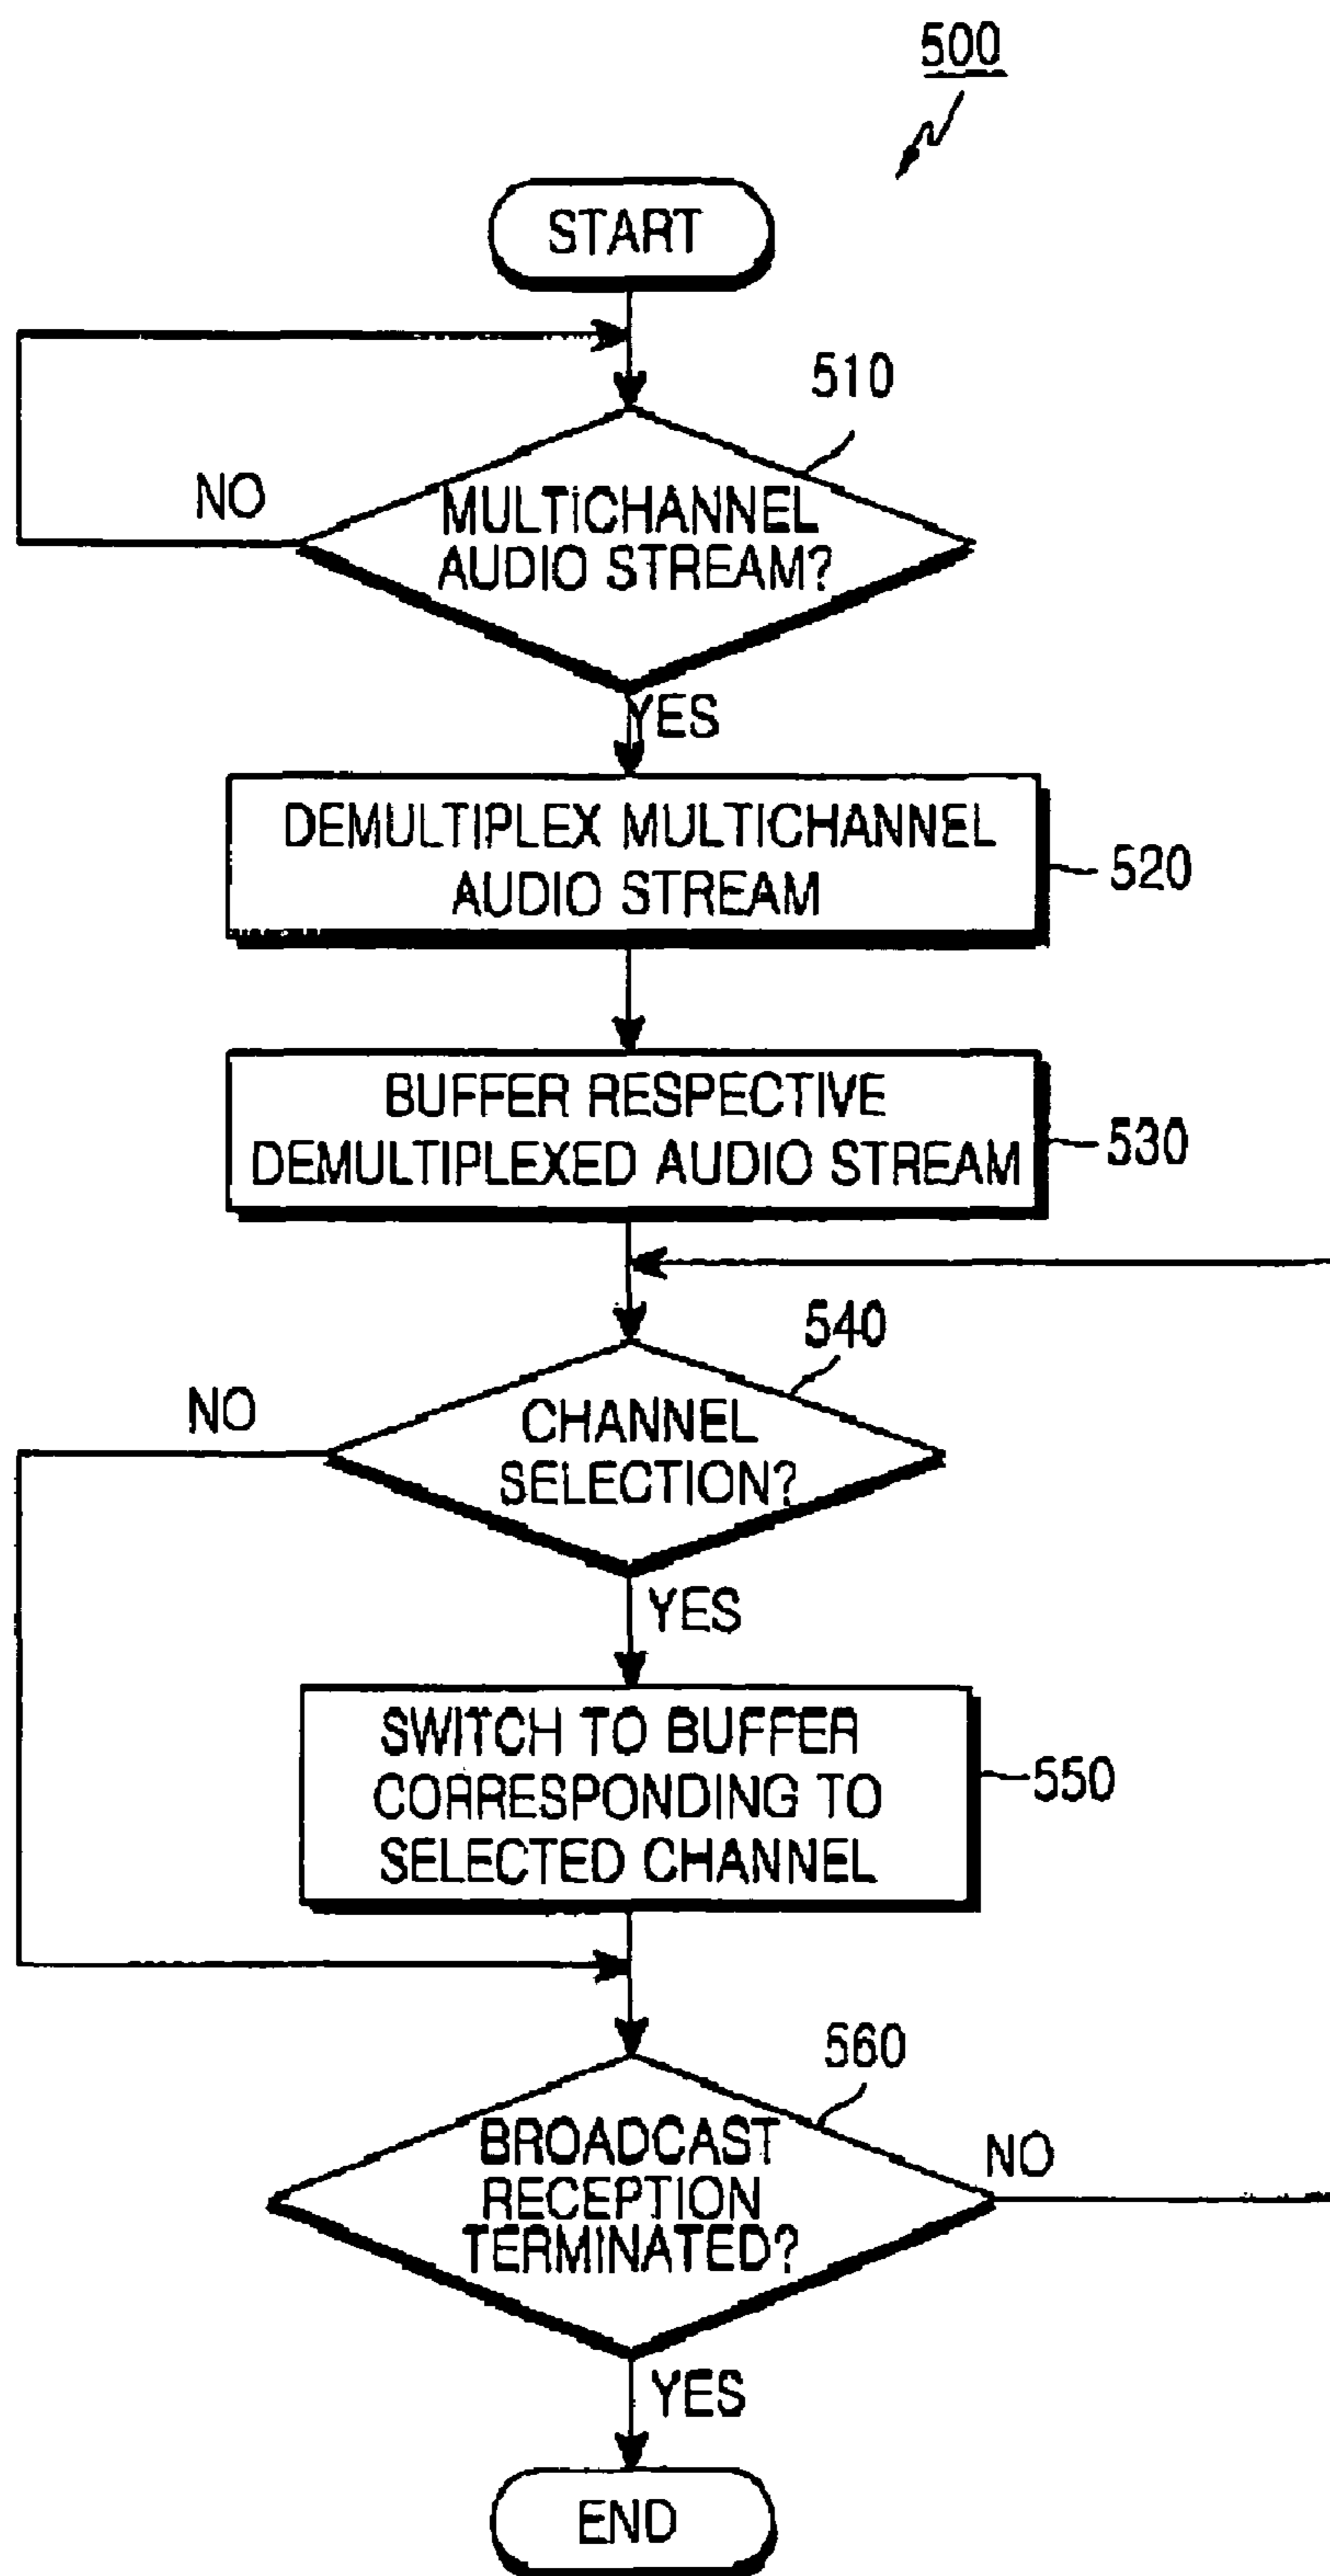 500
START
510
NO
MULTICHANNEL
AUDIO STREAM?
YES
DEMULTIPLEX MULTICHANNEL
AUDIO STREAM
520
BUFFER RESPECTIVE
DEMULTIPLEXED AUDIO STREAM
530
540
NO
CHANNEL
SELECTION?
YES
SWITCH TO BUFFER
CORRESPONDING TO
SELECTED CHANNEL
550
560
BROADCAST
RECEPTION
TERMINATED?
NO
YES
END